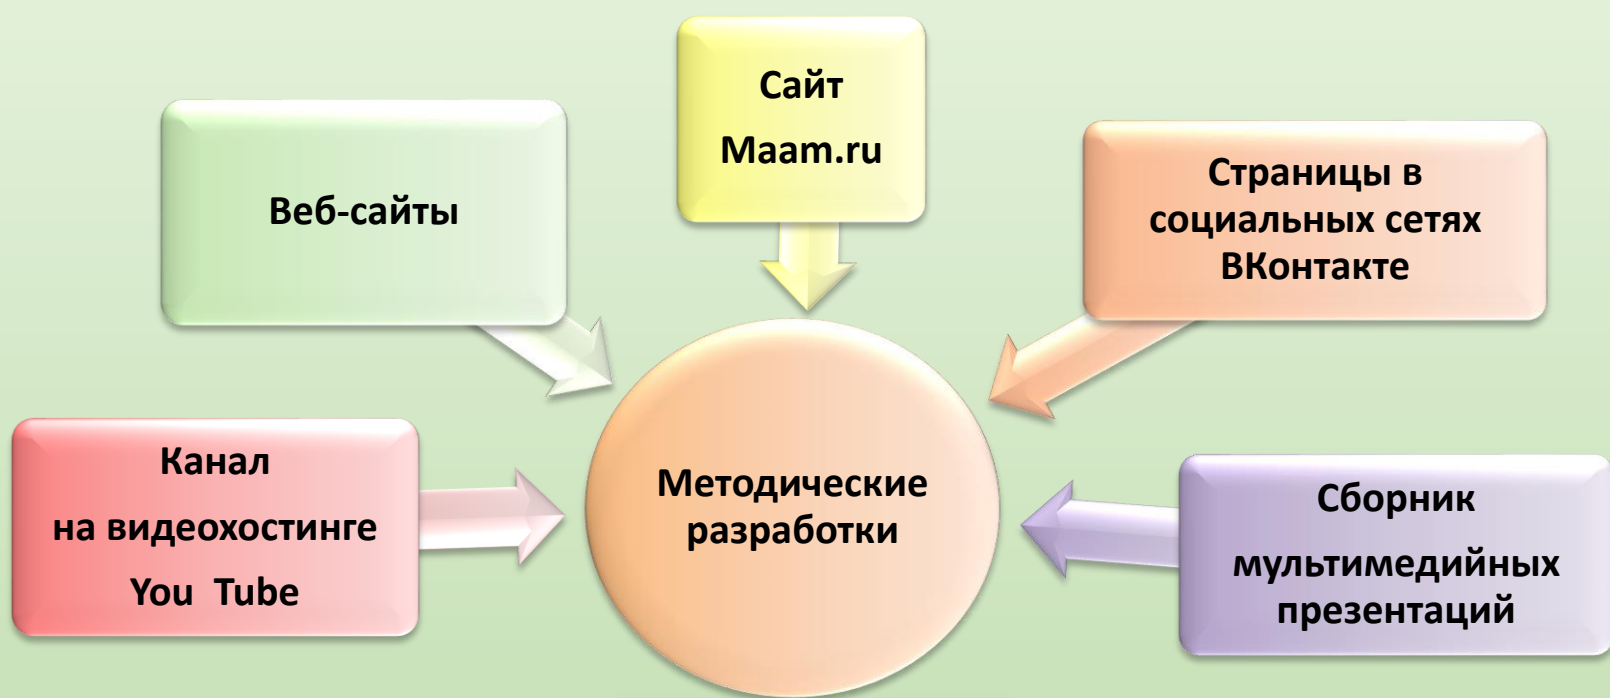 Сайт
Maam.ru
Веб-сайты
Страницы в
социальных сетях
ВКонтакте
Канал
на видеохостинге
You Tube
Методические
разработки
Сборник
мультимедийных
презентаций